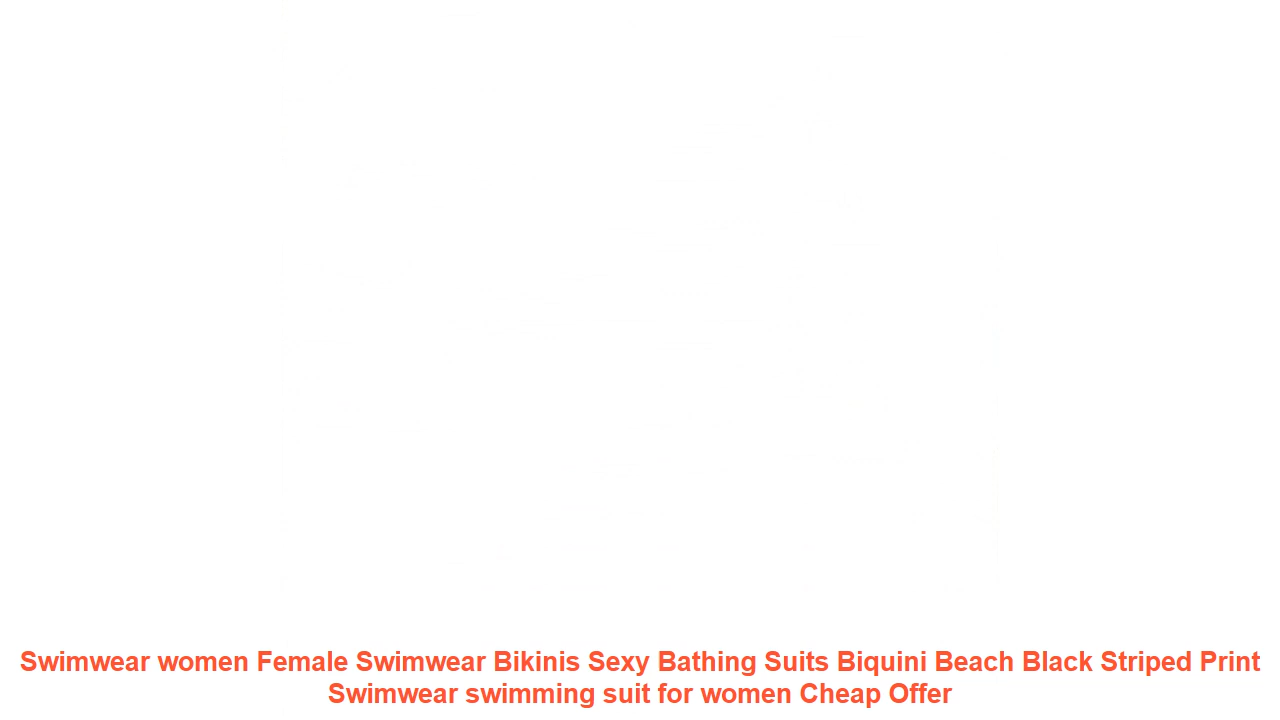 Swimwear women Female Swimwear Bikinis Sexy Bathing Suits Biquini Beach Black Striped Print
Swimwear swimming suit for women Cheap Offer